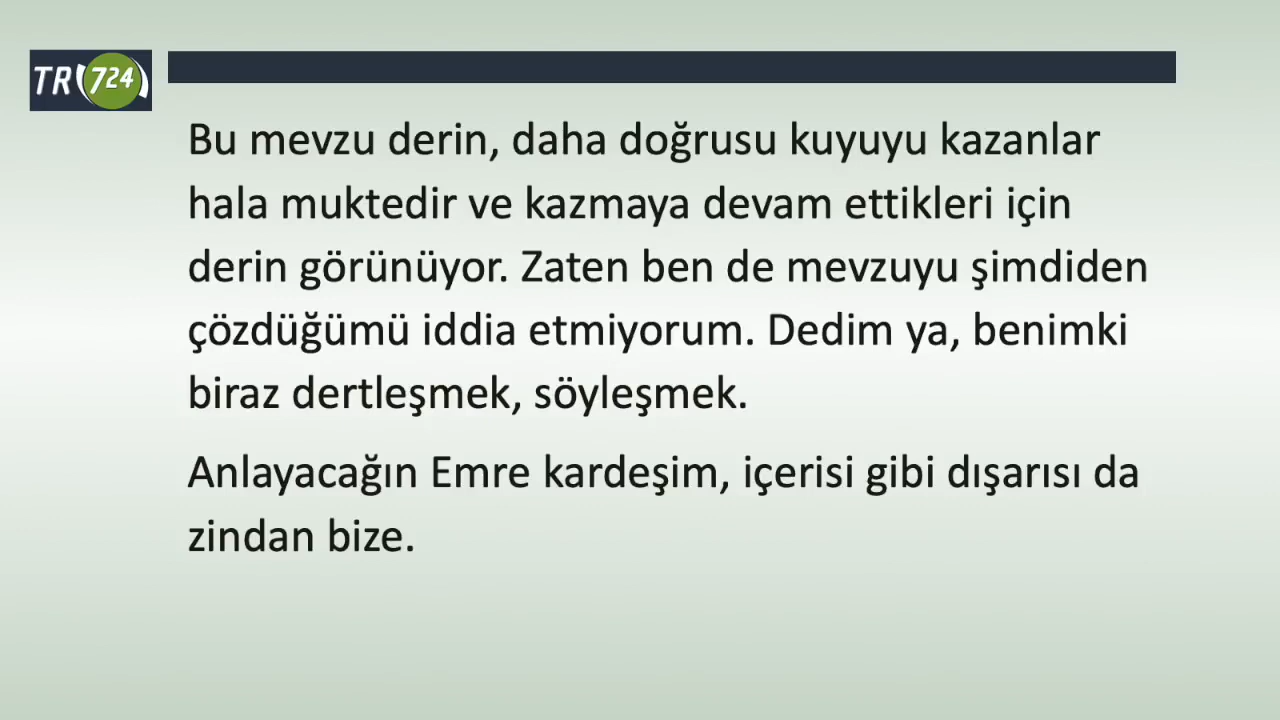 TR724
Bu mevzu derin, daha doğrusu kuyuyu kazanlar
hala muktedir ve kazmaya devam ettikleri için
derin görünüyor. Zaten ben de mevzuyu şimdiden
çözdüğümü iddia etmiyorum. Dedim ya, benimki
biraz dertleşmek, söyleşmek.
Anlayacağın Emre kardeşim, içerisi gibi dışarısı da
zindan bize.